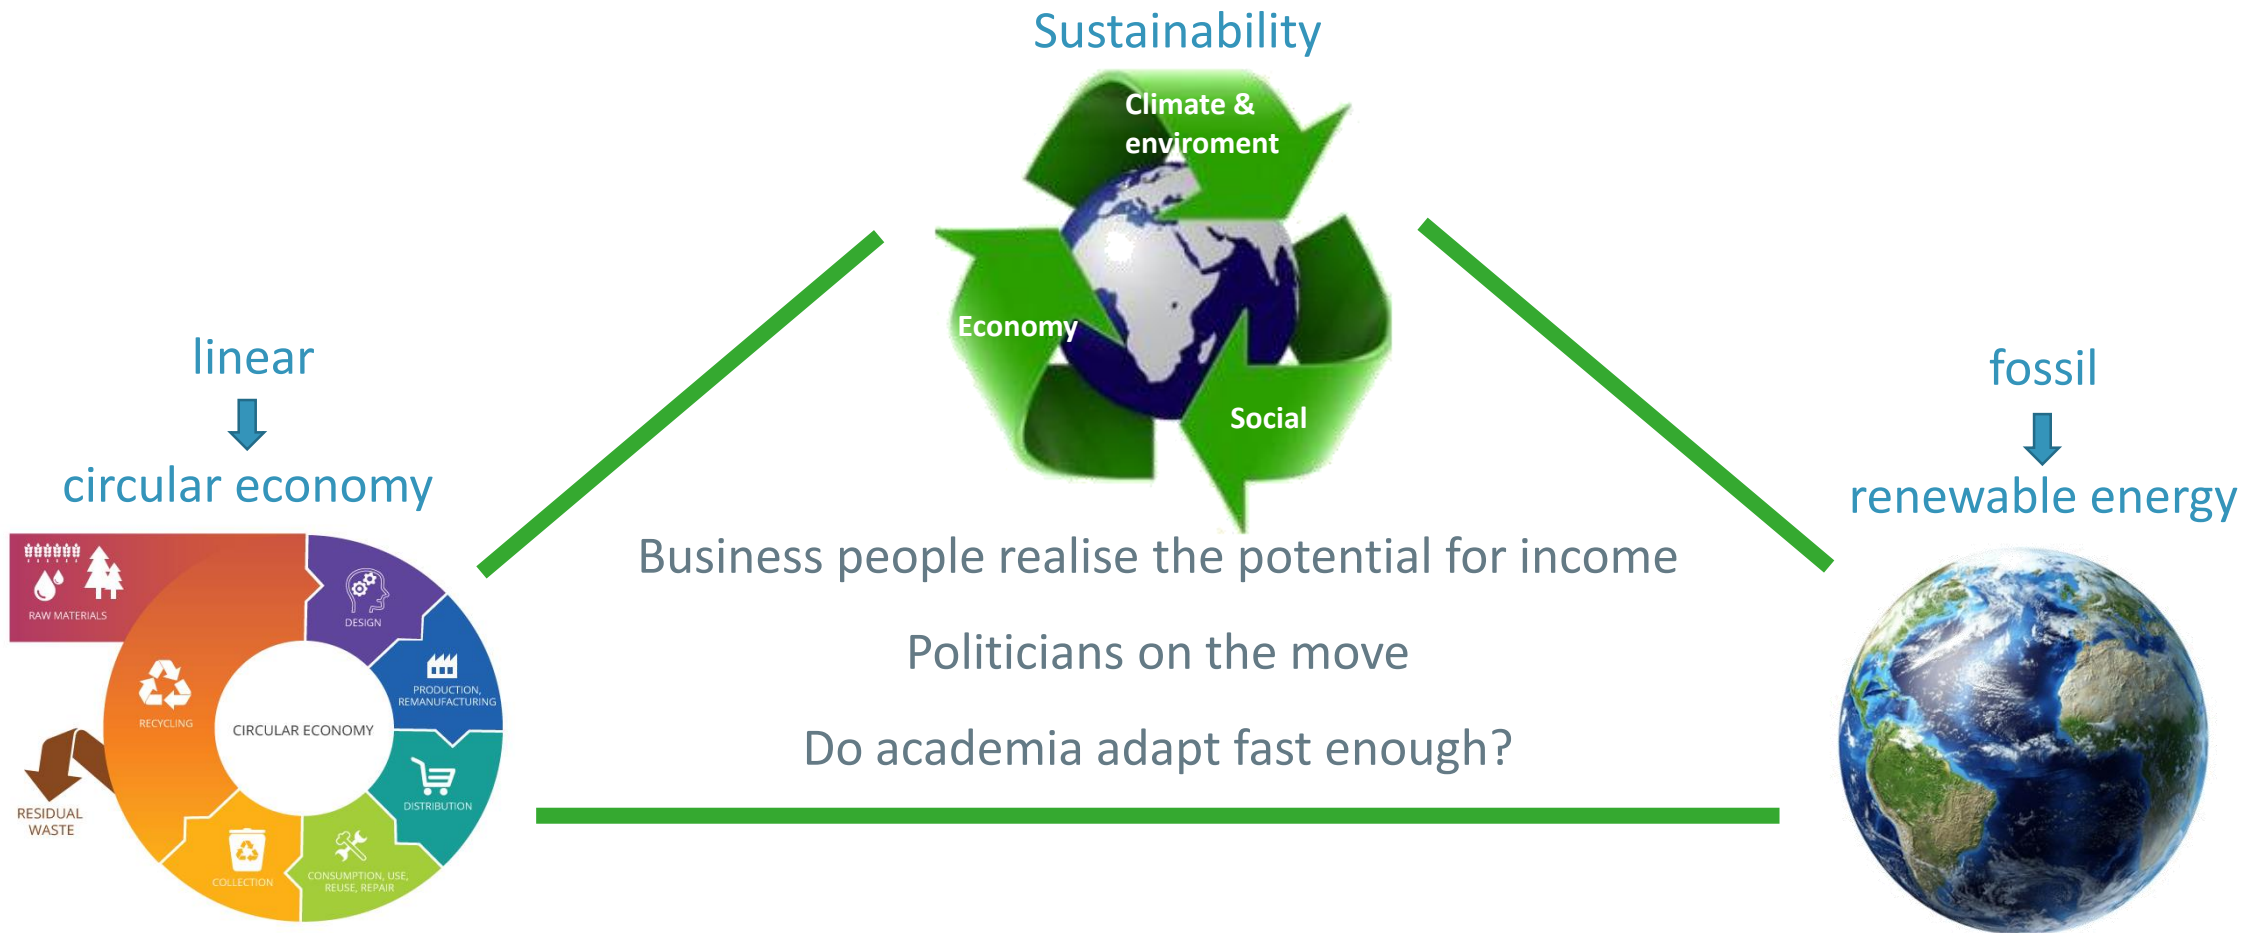 Sustainability
Climate &
enviroment
Economy
Social
linear
circular economy
RAW MATERIALS
DESIGN
PRODUCTION,
REMANUFACTURING
RECYCLING
CIRCULAR ECONOMY
DISTRIBUTION
RESIDUAL
WASTE
COLLECTION
CONSUMPTION, USE,
REUSE, REPAIR
fossil
renewable energy
Business people realise the potential for income
Politicians on the move
Do academia adapt fast enough?